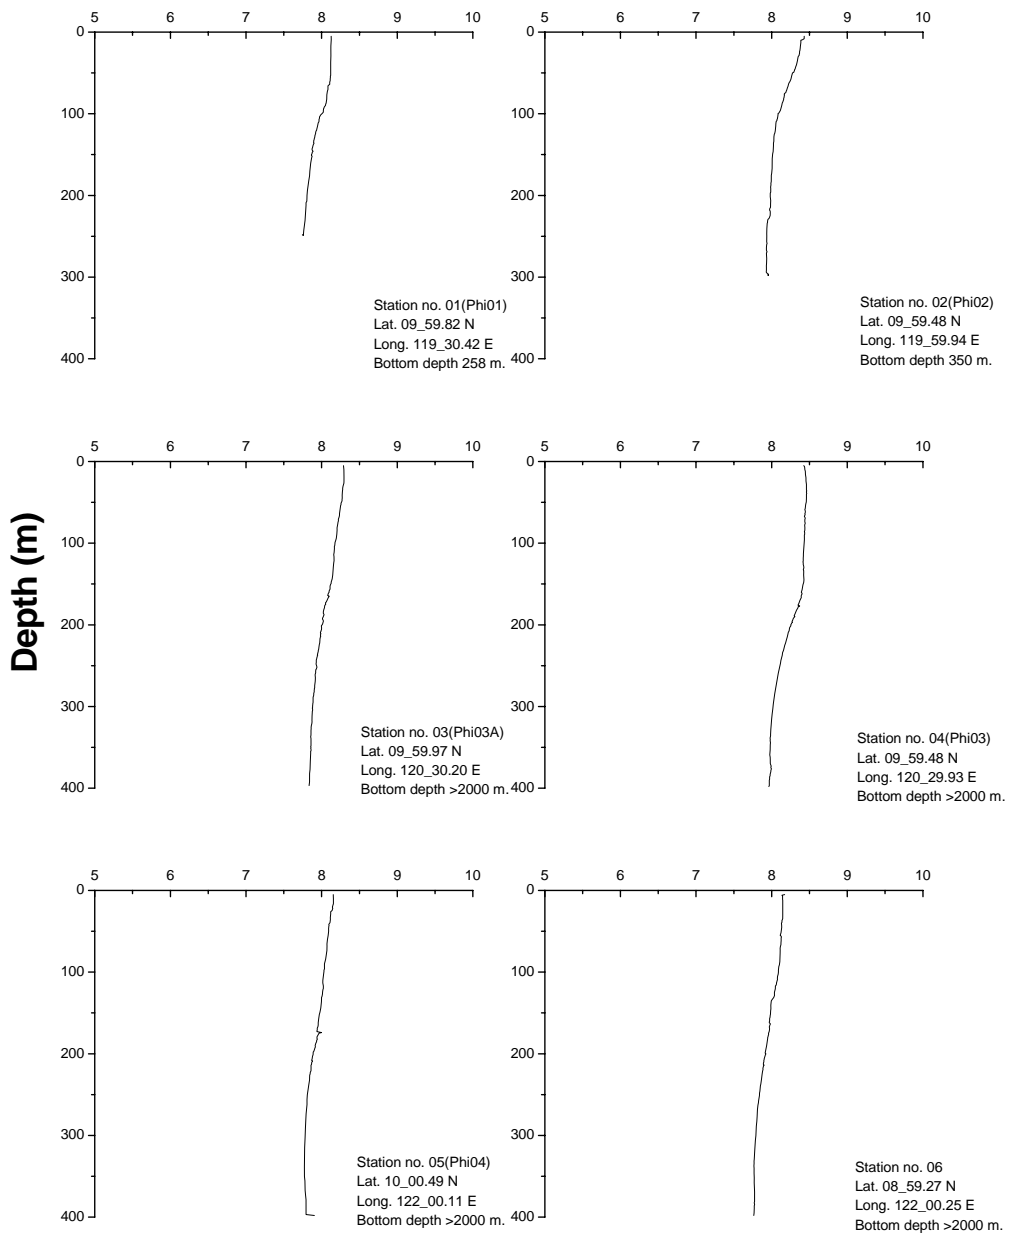 5 6 7 8 9 10
0
100
200
300
400
Station no. 01(Phi01)
Lat. 09_59.82 N
Long. 119_30.42 E
Bottom depth 258 m.
5 6 7 8 9 10
0
100
200
300
400
Station no. 02(Phi02)
Lat. 09_59.48 N
Long. 119_59.94 E
Bottom depth 350 m.
Depth (m)
5 6 7 8 9 10
0
100
200
300
400
Station no. 03(Phi03A)
Lat. 09_59.97 N
Long. 120_30.20 E
Bottom depth >2000 m.
5 6 7 8 9 10
0
100
200
300
400
Station no. 04(Phi03)
Lat. 09_59.48 N
Long. 120_29.93 E
Bottom depth >2000 m.
5 6 7 8 9 10
0
100
200
300
400
Station no. 05(Phi04)
Lat. 10_00.49 N
Long. 122_00.11 E
Bottom depth >2000 m.
5 6 7 8 9 10
0
100
200
300
400
Station no. 06
Lat. 08_59.27 N
Long. 122_00.25 E
Bottom depth >2000 m.